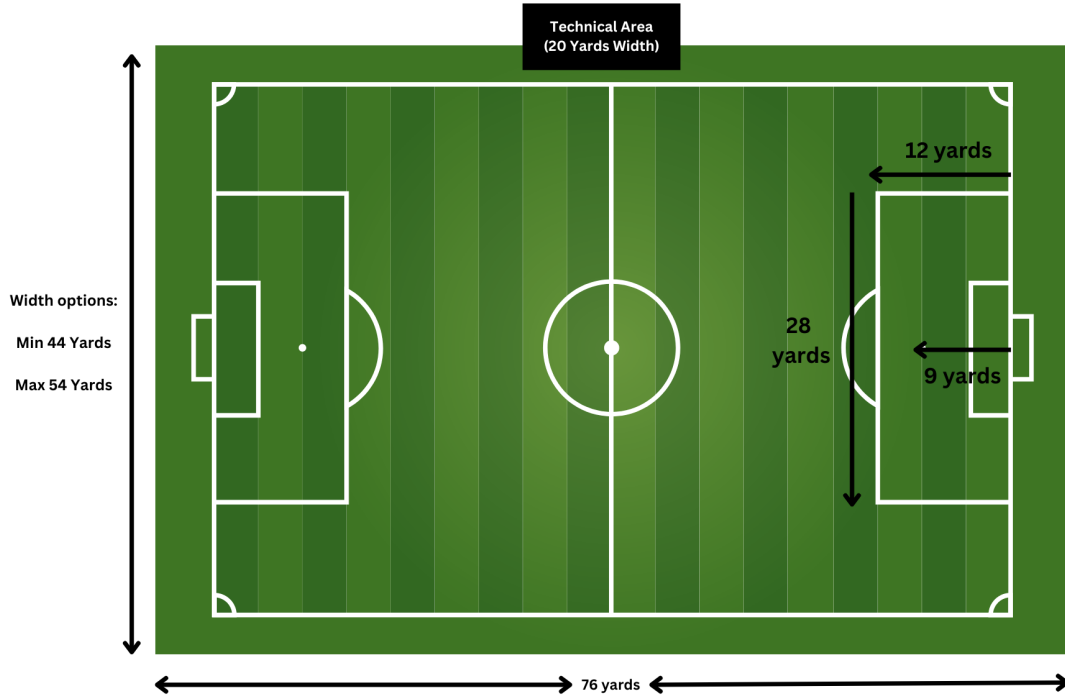 Technical Area
(20 Yards Width)
12 yards
Width options:
Min 44 Yards
Max 54 Yards
28
yards
9 yards
76 yards